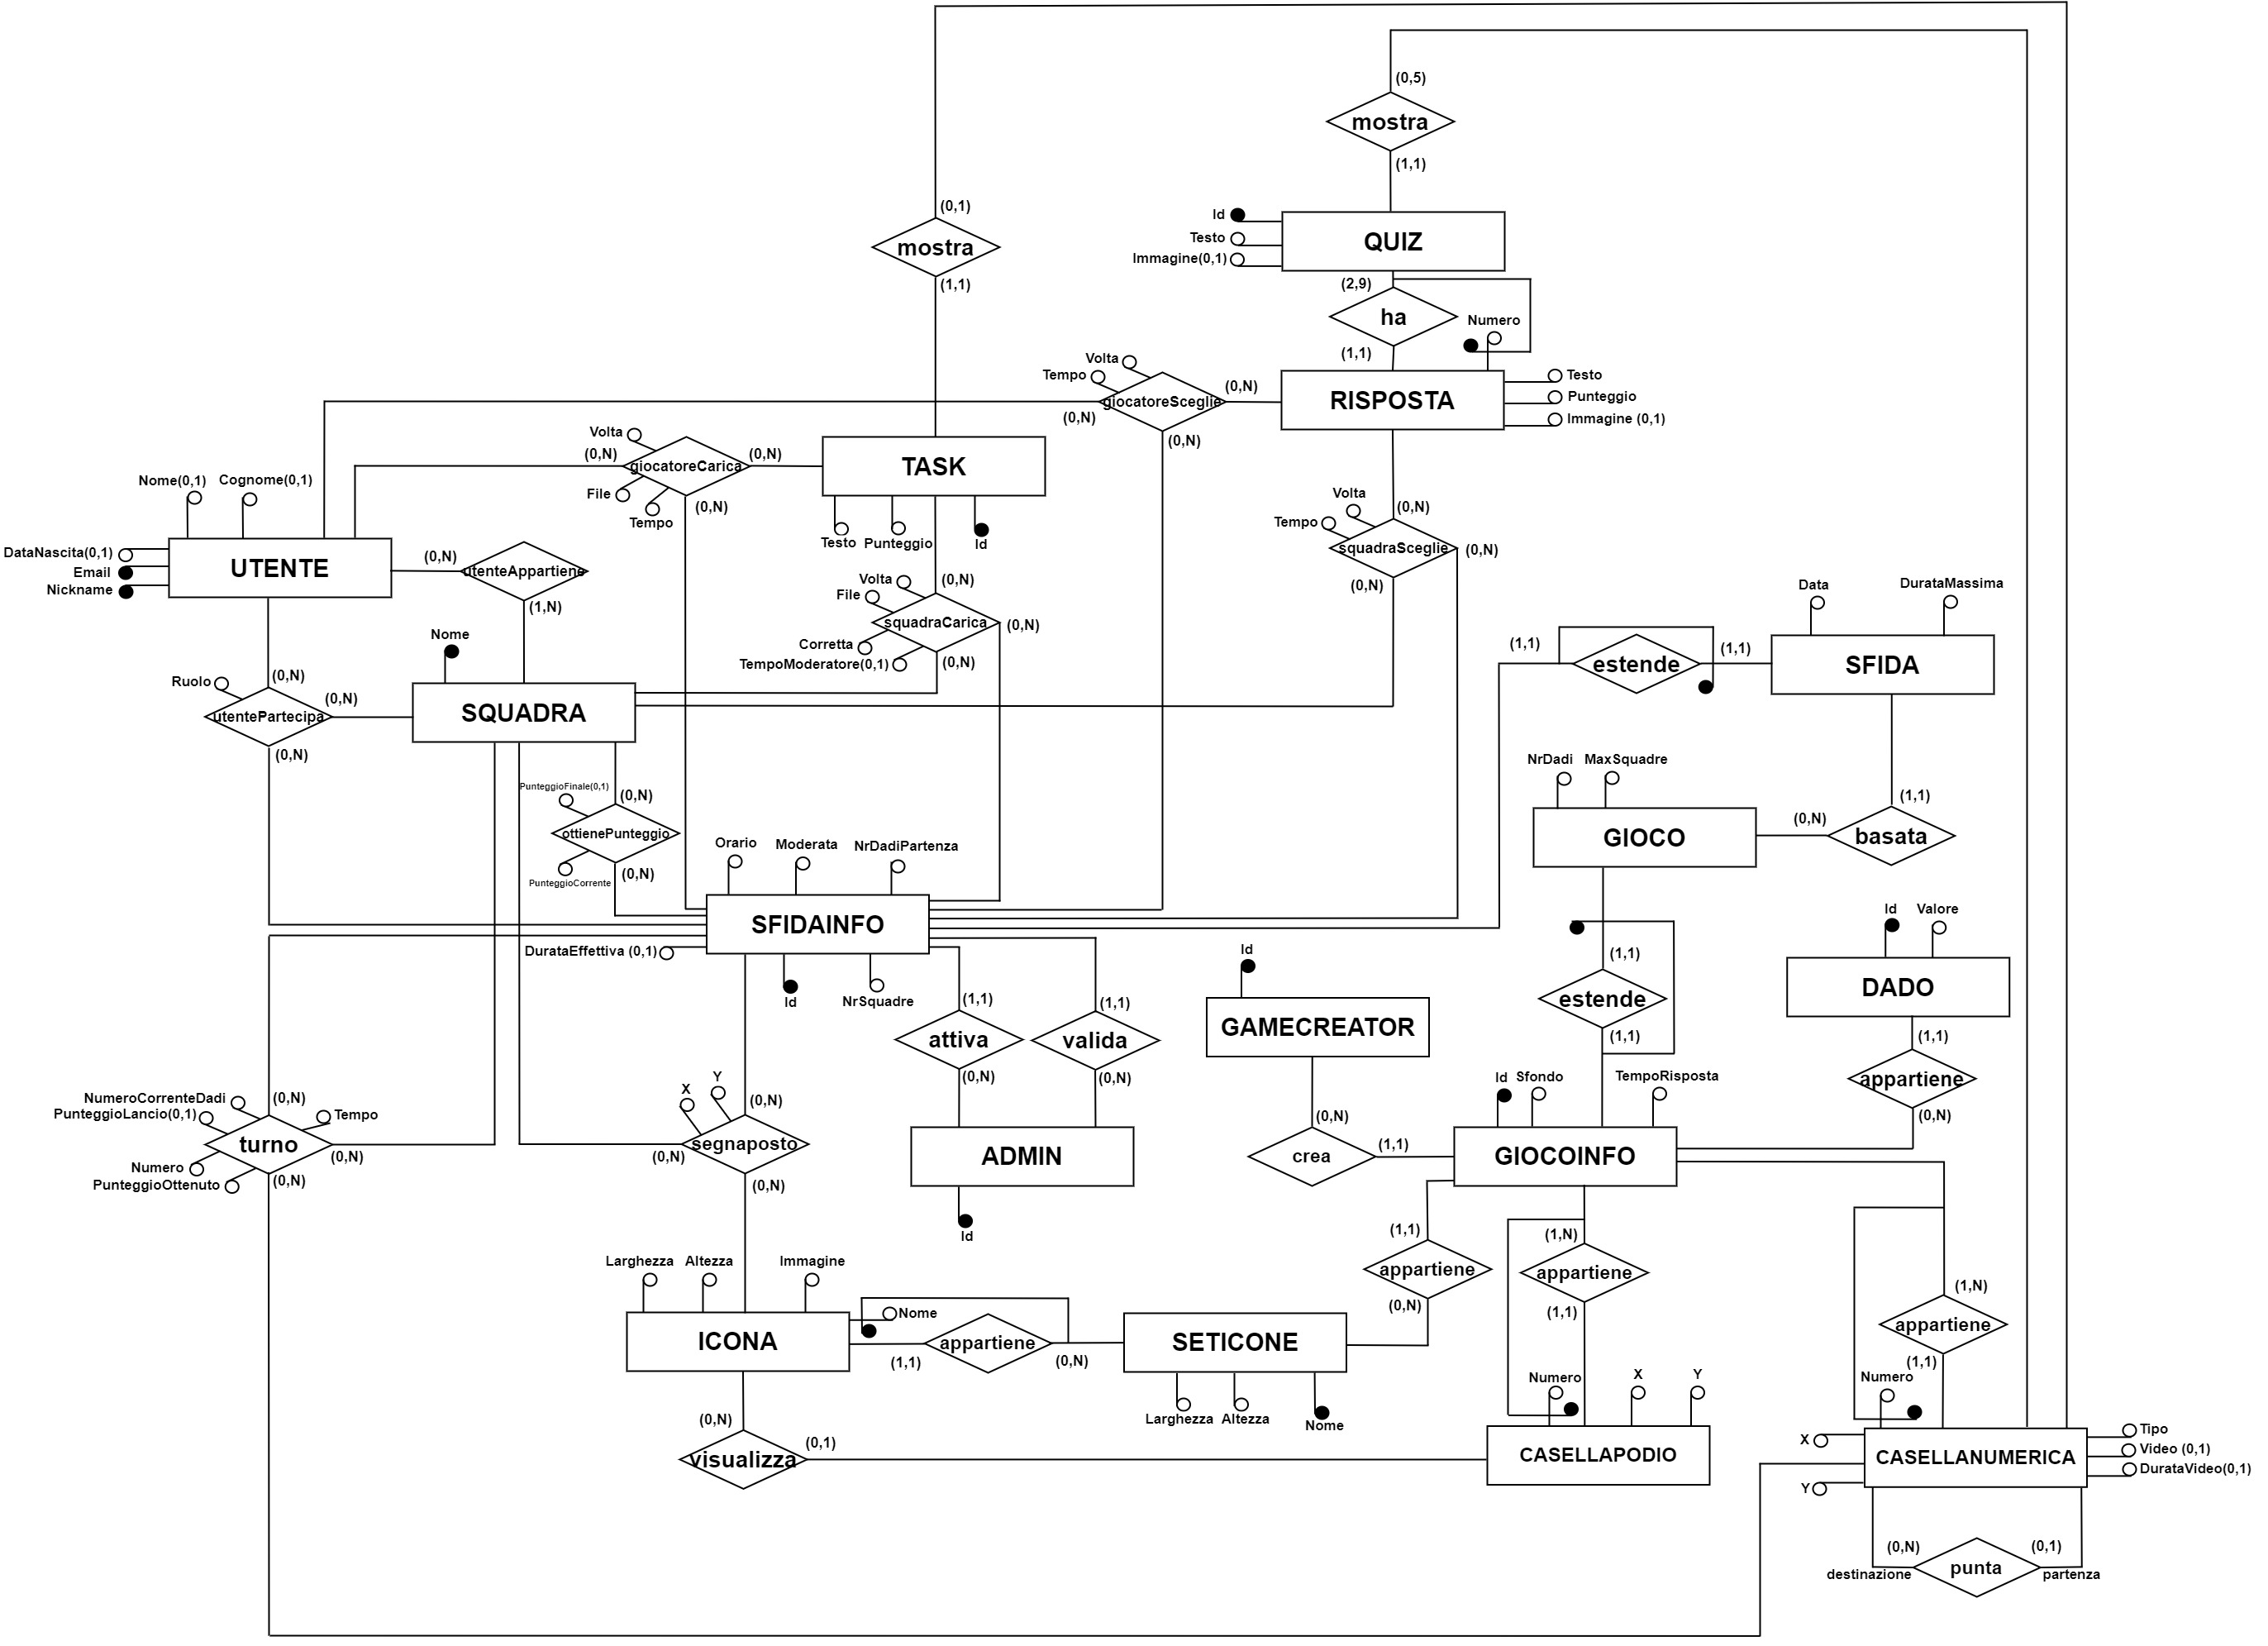 (0,5)
mostra
(1,1)
(0,1)
mostra
(1,1)
Id
Testo
Immagine(0,1)
QUIZ
(2,9)
ha
Numero
(1,1)
Volta
Tempo
giocatoreSceglie
(0,N)
(0,N)
(0,N)
RISPOSTA
Testo
Punteggio
Immagine (0,1)
Volta
(0,N)
giocatoreCarica
(0,N)
File
Tempo
(0,N)
TASK
Testo
Punteggio
Id
Nome(0,1)
Cognome(0,1)
DataNascita(0,1)
Email
Nickname
UTENTE
(0,N)
utenteAppartiene
(1,N)
Volta
Tempo
(0,N)
squadraSceglie
(0,N)
(0,N)
Volta
File
(0,N)
squadraCarica
(0,N)
Corretta
TempoModeratore(0,1)
(0,N)
Data
DurataMassima
(1,1)
estende
(1,1)
SFIDA
Nome
SQUADRA
Ruolo
(0,N)
(0,N)
utentePartecipa
(0,N)
PunteggioFinale(0,1)
(0,N)
ottienePunteggio
PunteggioCorrente
(0,N)
NrDadi
MaxSquadre
GIOCO
(0,N)
(1,1)
basata
Orario
Moderata
NrDadiPartenza
SFIDAINFO
DurataEffettiva (0,1)
Id
NrSquadre
Id
Valore
DADO
(1,1)
appartiene
(0,N)
(1,1)
estende
(1,1)
Id
GAMECREATOR
(0,N)
crea
(1,1)
(1,1)
attiva
(0,N)
(1,1)
valida
(0,N)
ADMIN
Id
Id
Sfondo
TempoRisposta
GIOCOINFO
NumeroCorrenteDadi
PunteggioLancio(0,1)
(0,N)
Tempo
turno
(0,N)
Numero
PunteggioOttenuto
(0,N)
X
Y
(0,N)
segnaposto
(0,N)
(0,N)
(1,1)
appartiene
(0,N)
(1,N)
appartiene
(1,1)
(1,N)
appartiene
(1,1)
Larghezza
Altezza
Immagine
Nome
ICONA
(1,1)
appartiene
(0,N)
SETICONE
Larghezza
Altezza
Nome
Numero
X
Y
CASELLAPODIO
(0,N)
visualizza
(0,1)
Numero
X
Y
CASELLANUMERICA
Tipo
Video (0,1)
DurataVideo(0,1)
(0,N)
destinazione
punta
(0,1)
partenza